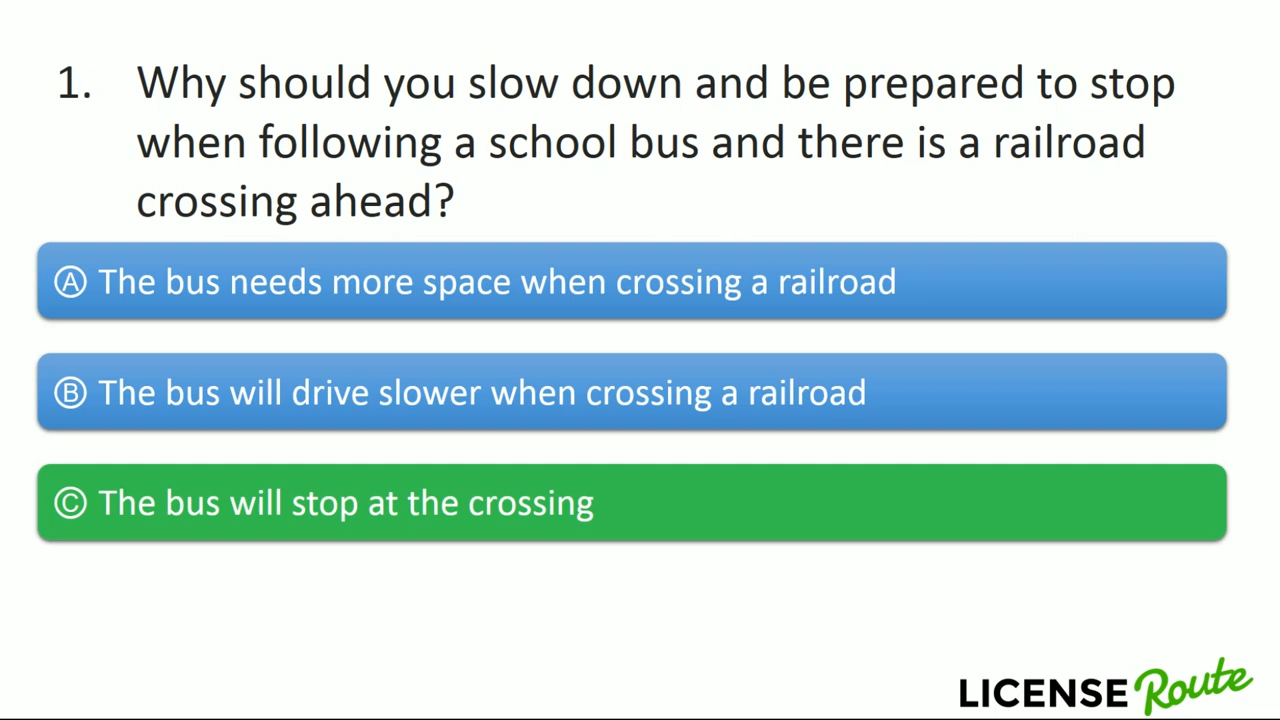 1. Why should you slow down and be prepared to stop
when following a school bus and there is a railroad
crossing ahead?
Ⓐ The bus needs more space when crossing a railroad
Ⓑ The bus will drive slower when crossing a railroad
Ⓒ The bus will stop at the crossing
LICENSE Route